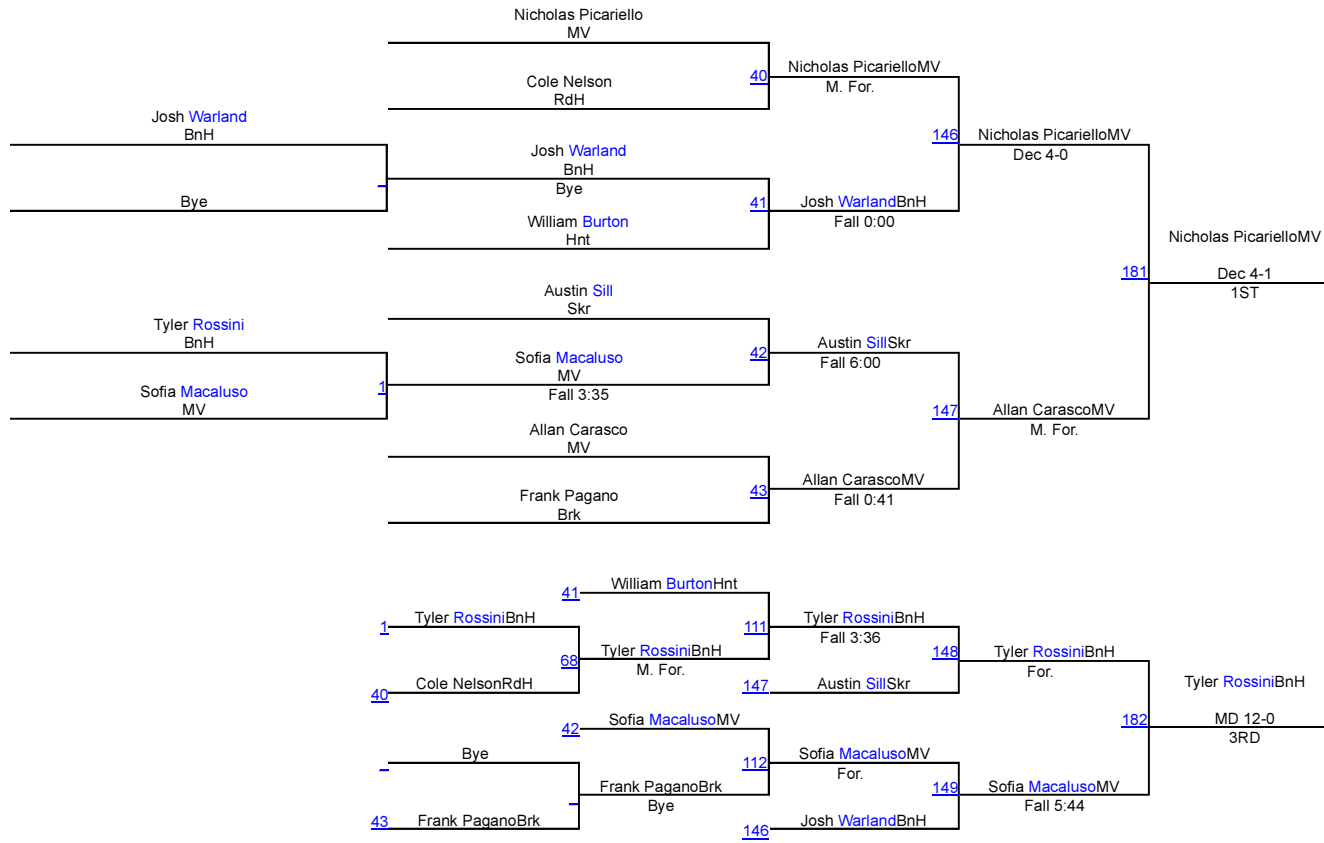 Nicholas Picariello
MV
40
Nicholas PicarielloMV
M. For.
Cole Nelson
RdH
Josh Warland
BnH
146
Nicholas PicarielloMV
Dec 4-0
Josh Warland
BnH
Bye
Bye
41
Josh WarlandBnH
Fall 0:00
William Burton
Hnt
Nicholas PicarielloMV
181
Dec 4-1
1ST
Austin Sill
Skr
Tyler Rossini
BnH
42
Austin SillSkr
Fall 6:00
Sofia Macaluso
MV
Fall 3:35
1
Sofia Macaluso
MV
147
Allan CarascoMV
M. For.
Allan Carasco
MV
43
Allan CarascoMV
Fall 0:41
Frank Pagano
Brk
41
William BurtonHnt
1
Tyler RossiniBnH
111
Tyler RossiniBnH
Fall 3:36
68
Tyler RossiniBnH
M. For.
148
Tyler RossiniBnH
For.
40
Cole NelsonRdH
147
Austin SillSkr
Tyler RossiniBnH
182
MD 12-0
3RD
42
Sofia MacalusoMV
Bye
112
Sofia MacalusoMV
For.
Frank PaganoBrk
Bye
149
Sofia MacalusoMV
Fall 5:44
43
Frank PaganoBrk
146
Josh WarlandBnH